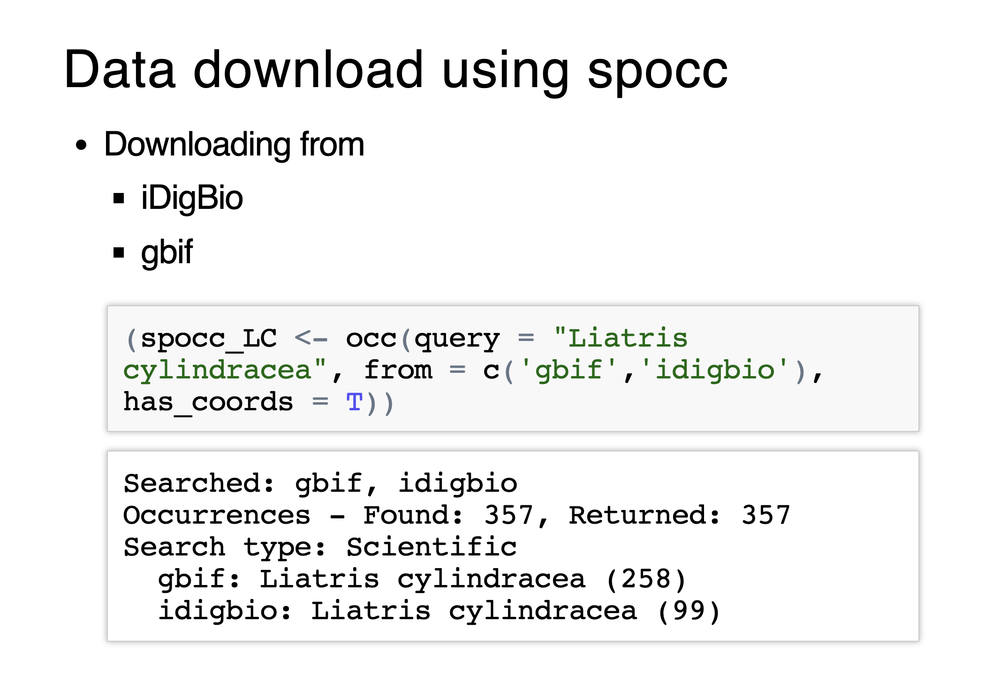 Data download using spocc
• Downloading from
▪ iDigBio
▪ gbif
(spocc_LC <- occ(query = "Liatris
cylindracea", from = c('gbif','idigbio'),
has_coords = T))
Searched: gbif, idigbio
Occurrences - Found: 357, Returned: 357
Search type: Scientific
  gbif: Liatris cylindracea (258)
  idigbio: Liatris cylindracea (99)